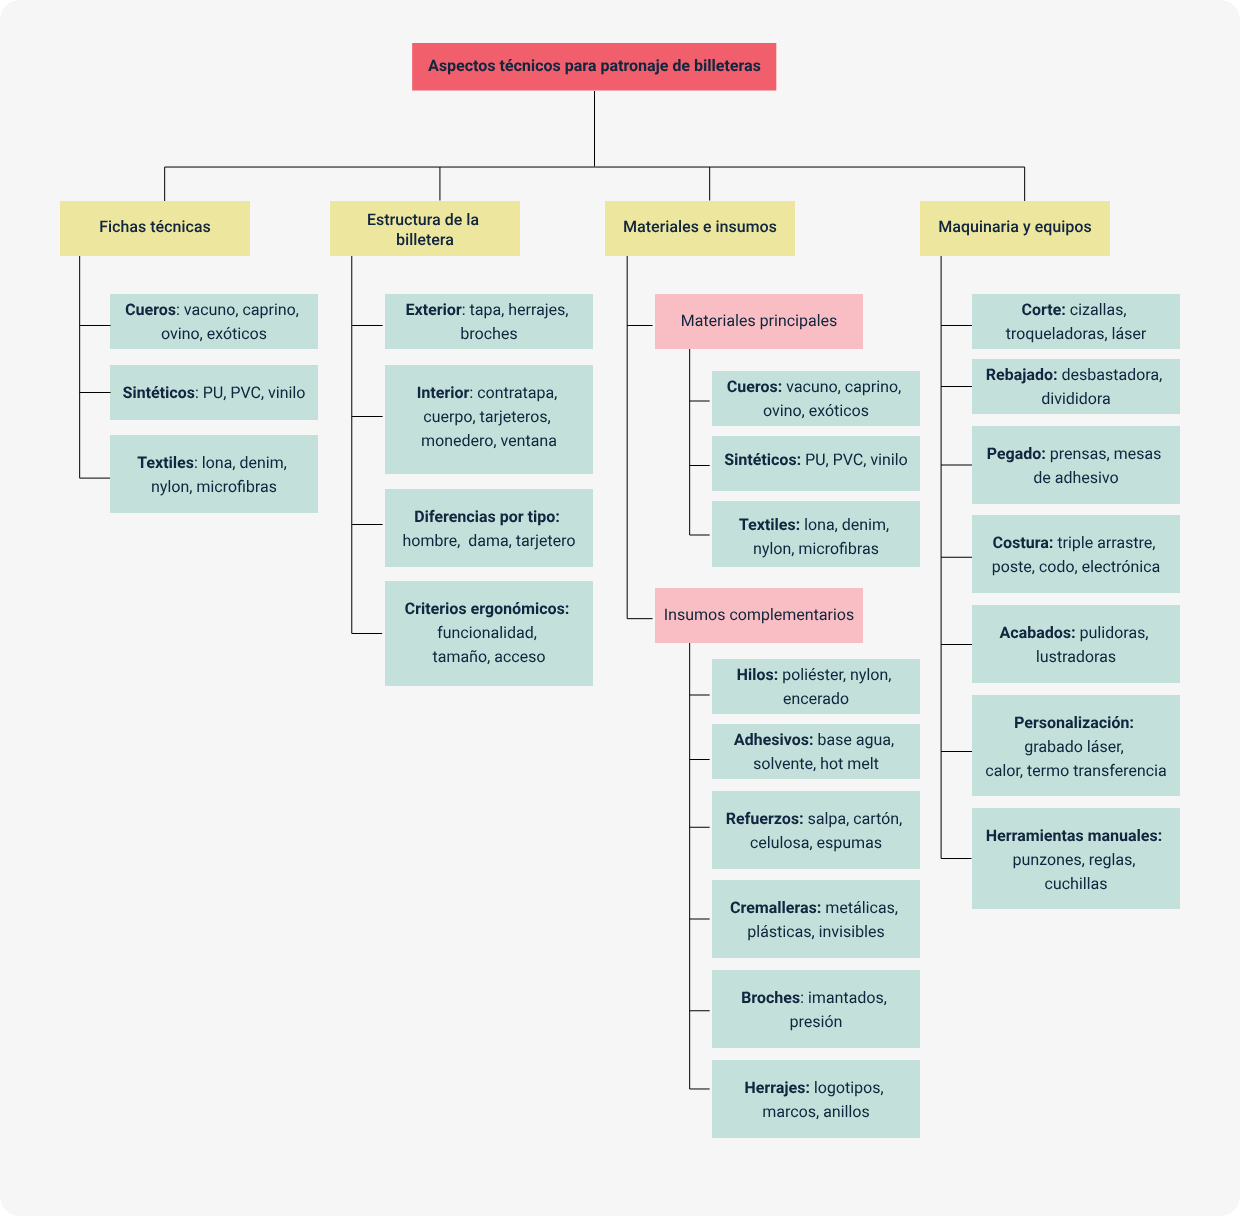 Aspectos técnicos para patronaje de billeteras
Fichas técnicas
Cueros: vacuno, caprino,
ovino, exóticos
Sintéticos: PU, PVC, vinilo
Textiles: lona, denim,
nylon, microfibras
Estructura de la
billetera
Exterior: tapa, herrajes,
broches
Interior: contratapa,
cuerpo, tarjeteros,
monedero, ventana
Diferencias por tipo:
hombre, dama, tarjetero
Criterios ergonómicos:
funcionalidad,
tamaño, acceso
Materiales e insumos
Materiales principales
Cueros: vacuno, caprino,
ovino, exóticos
Sintéticos: PU, PVC, vinilo
Textiles: lona, denim,
nylon, microfibras
Insumos complementarios
Hilos: poliéster, nylon,
encerado
Adhesivos: base agua,
solvente, hot melt
Refuerzos: salpa, cartón,
celulosa, espumas
Cremalleras: metálicas,
plásticas, invisibles
Broches: imantados,
presión
Herrajes: logotipos,
marcos, anillos
Maquinaria y equipos
Corte: cizallas,
troqueladoras, láser
Rebajado: desbastadora,
divididora
Pegado: prensas, mesas
de adhesivo
Costura: triple arrastre,
poste, codo, electrónica
Acabados: pulidoras,
lustradoras
Personalización:
grabado láser,
calor, termo transferencia
Herramientas manuales:
punzones, reglas,
cuchillas